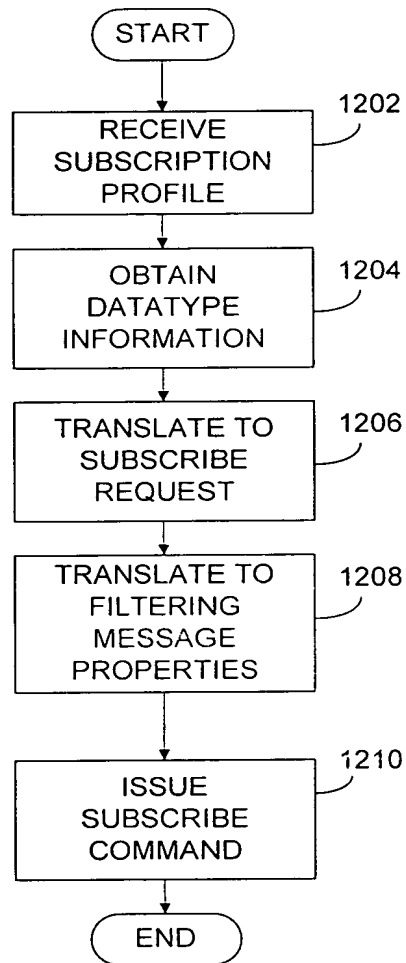 START
1202
RECEIVE
SUBSCRIPTION
PROFILE
1204
OBTAIN
DATATYPE
INFORMATION
1206
TRANSLATE TO
SUBSCRIBE
REQUEST
1208
TRANSLATE TO
FILTERING
MESSAGE
PROPERTIES
1210
ISSUE
SUBSCRIBE
COMMAND
END